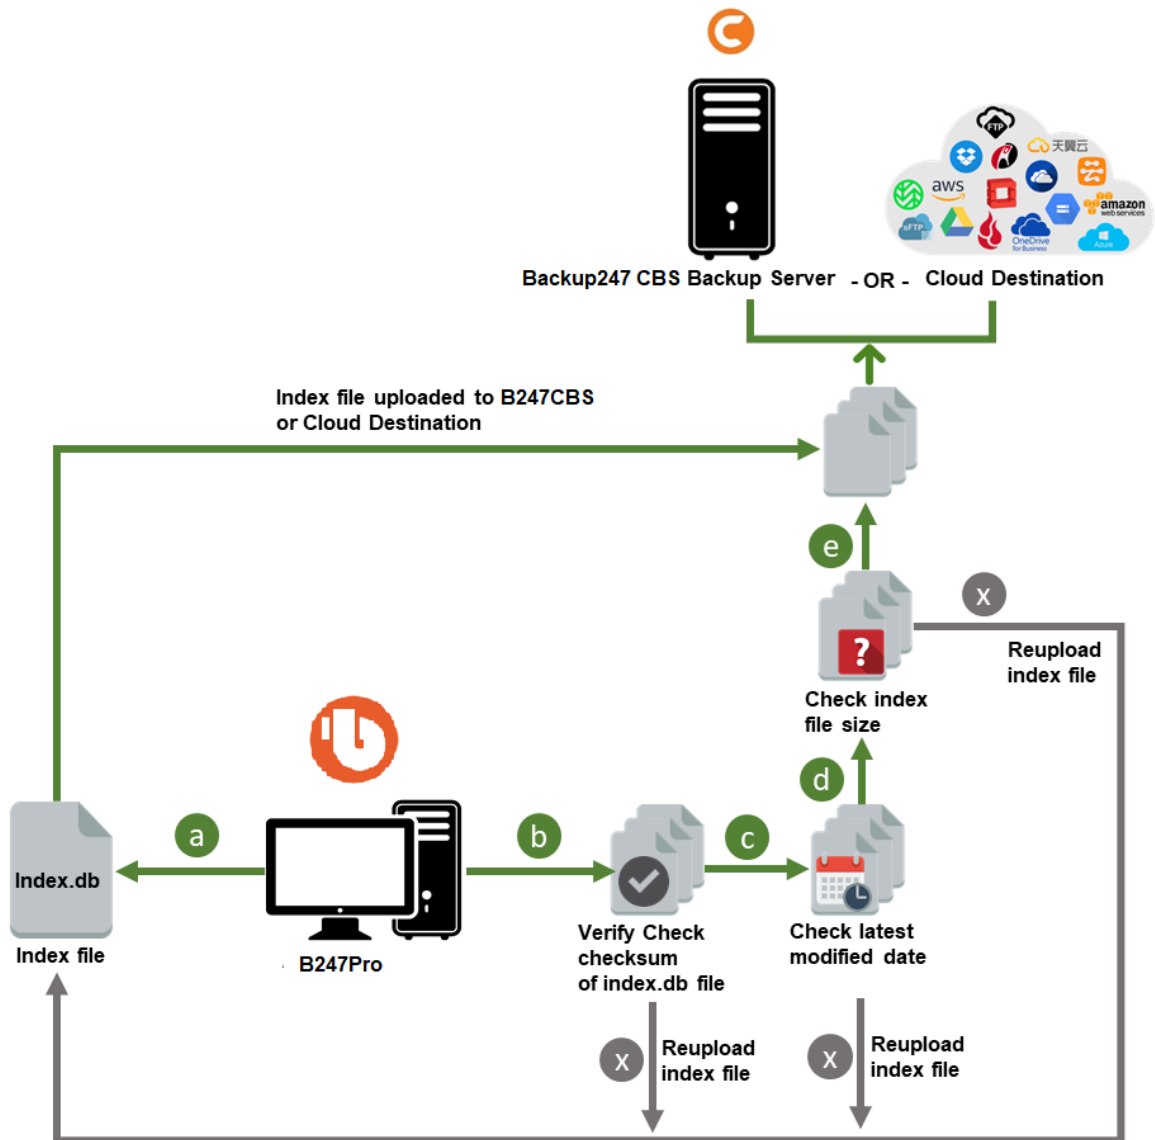 FTP
天翼云
aws
amazon
web services
sFTP
OneDrive
for Business
Azure
Backup247 CBS Backup Server - OR - Cloud Destination
Index file uploaded to B247CBS
or Cloud Destination
e
x
Reupload
index file
?
Check index
file size
d
a
b
c
Index.db
Index file
B247Pro
Verify Check
checksum
of index.db file
Check latest
modified date
x
Reupload
index file
x
Reupload
index file